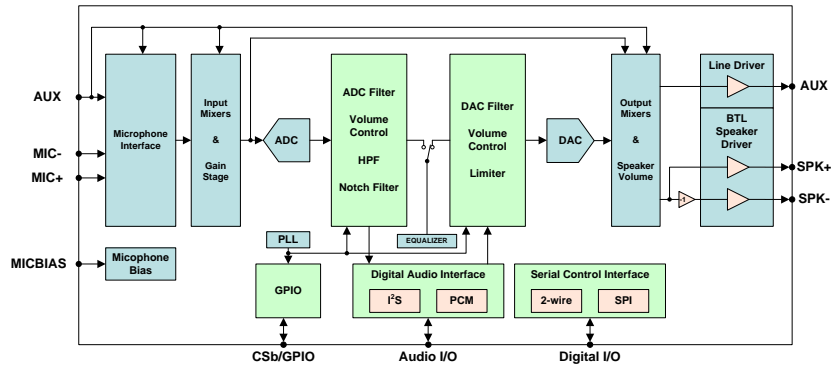 AUX
MIC-
MIC+
MICBIAS
Microphone
Interface
Input
Mixers
&
Gain
Stage
ADC
ADC Filter
Volume
Control
HPF
Notch Filter
DAC Filter
Volume
Control
Limiter
DAC
Output
Mixers
&
Speaker
Volume
Line Driver
BTL
Speaker
Driver
-1
AUX
SPK+
SPK-
Micophone
Bias
PLL
EQUALIZER
GPIO
Digital Audio Interface
I²S
PCM
Serial Control Interface
2-wire
SPI
CSb/GPIO
Audio I/O
Digital I/O